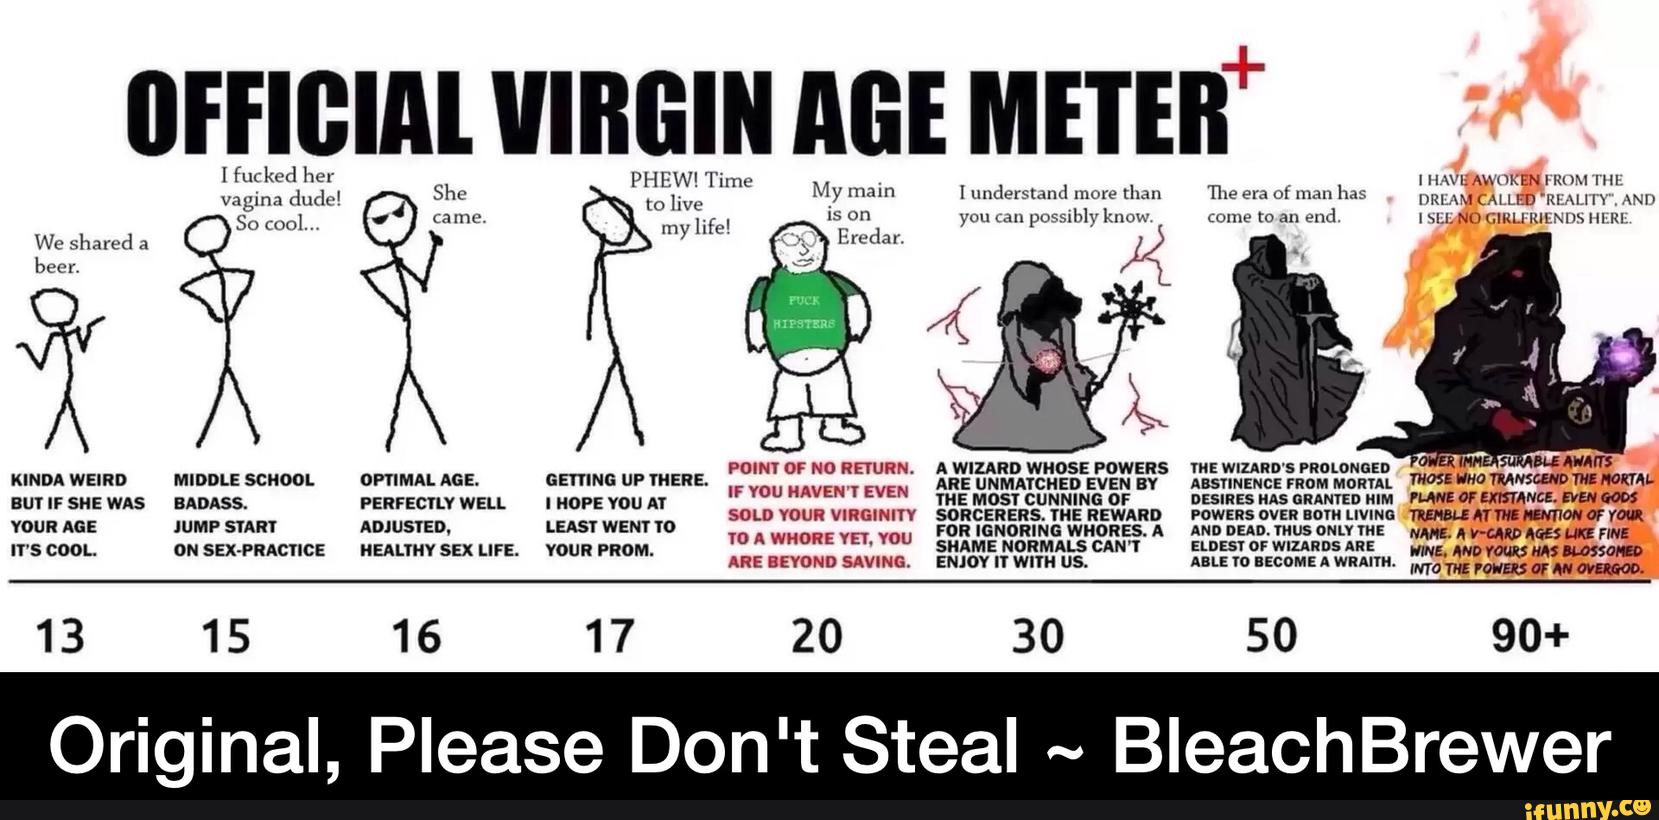 OFFICIAL VIRGIN AGE METER+
We shared a
beer.
I fucked her
vagina dude!
So cool...
She
came.
PHEW! Time
to live
my life!
My main
is on
Eredar.
I understand more than
you can possibly know.
The era of man has
come to an end.
I HAVE AWOKEN FROM THE
DREAM CALLED "REALITY", AND
I SEE NO GIRLFRIENDS HERE.
FUCK
HIPSTERS
KINDA WEIRD
BUT IF SHE WAS
YOUR AGE
IT'S COOL.
MIDDLE SCHOOL
BADASS.
JUMP START
ON SEX-PRACTICE
OPTIMAL AGE.
PERFECTLY WELL
ADJUSTED,
HEALTHY SEX LIFE.
GETTING UP THERE.
I HOPE YOU AT
LEAST WENT TO
YOUR PROM.
POINT OF NO RETURN.
IF YOU HAVEN'T EVEN
SOLD YOUR VIRGINITY
TO A WHORE YET, YOU
ARE BEYOND SAVING.
A WIZARD WHOSE POWERS
ARE UNMATCHED EVEN BY
THE MOST CUNNING OF
SORCERERS. THE REWARD
FOR IGNORING WHORES. A
SHAME NORMALS CAN'T
ENJOY IT WITH US.
THE WIZARD'S PROLONGED
ABSTINENCE FROM MORTAL
DESIRES HAS GRANTED HIM
POWERS OVER BOTH LIVING
AND DEAD. THUS ONLY THE
ELDEST OF WIZARDS ARE
ABLE TO BECOME A WRAITH.
POWER IMMEASURABLE AWAITS
THOSE WHO TRANSCEND THE MORTAL
PLANE OF EXISTANCE. EVEN GODS
TREMBLE AT THE MENTION OF YOUR
NAME. A V-CARD AGES LIKE FINE
WINE, AND YOURS HAS BLOSSOMED
INTO THE POWERS OF AN OVERGOD.
13 15 16 17 20 30 50 90+
Original, Please Don't Steal ~ BleachBrewer
ifunny.co